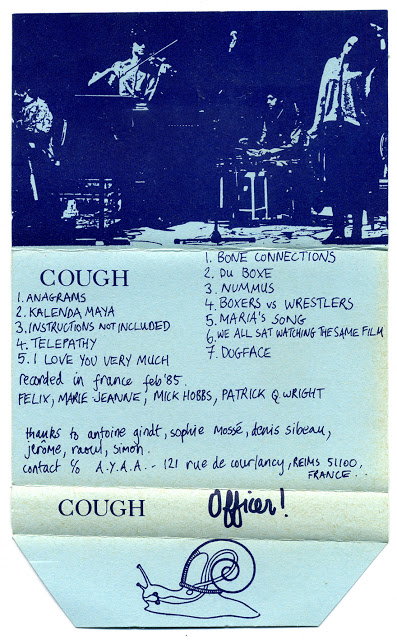 COUGH
1. ANAGRAMS
2. KALENDA MAYA
3. INSTRUCTIONS NOT INCLUDED
4. TELEPATHY
5. I LOVE YOU VERY MUCH
1. BONE CONNECTIONS
2. DU BOXE
3. NUMMUS
4. BOXERS VS WRESTLERS
5. MARIA'S SONG
6. WE ALL SAT WATCHING THE SAME FILM
7. DOGFACE
recorded in france feb '85.
FELIX, MARIE JEANNE, MICK HOBBS, PATRICK Q WRIGHT
thanks to antoine gindt, sophie mossé, denis sibeau,
jérôme, raoul, simon.
contact c/o A.Y.A.A. - 121 rue de courlancy, REIMS 51100,
FRANCE..
COUGH Officer!